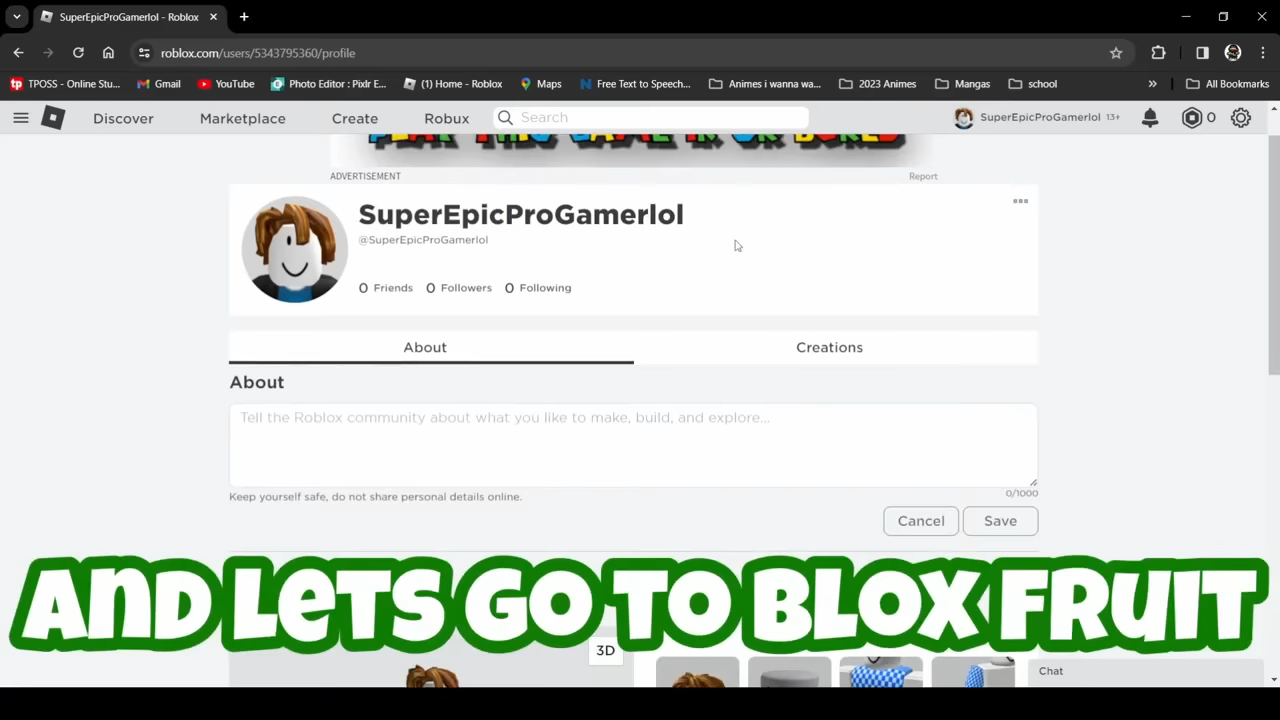 SuperEpicProGamerlol - Roblox
roblox.com/users/5343795360/profile
tp TPOSS - Online Stu...
Gmail
YouTube
Photo Editor : Pixlr E...
(1) Home - Roblox
Maps
N Free Text to Speech...
Animes i wanna wa...
2023 Animes
Mangas
school
All Bookmarks
Discover
Marketplace
Create
Robux
Search
SuperEpicProGamerlol 13+
0
ADVERTISEMENT
Report
SuperEpicProGamerlol
@SuperEpicProGamerlol
0 Friends 0 Followers 0 Following
About
Creations
About
Tell the Roblox community about what you like to make, build, and explore...
Keep yourself safe, do not share personal details online.
0/1000
Cancel
Save
AND LETS GO TO BLOX FRUIT
3D
Chat